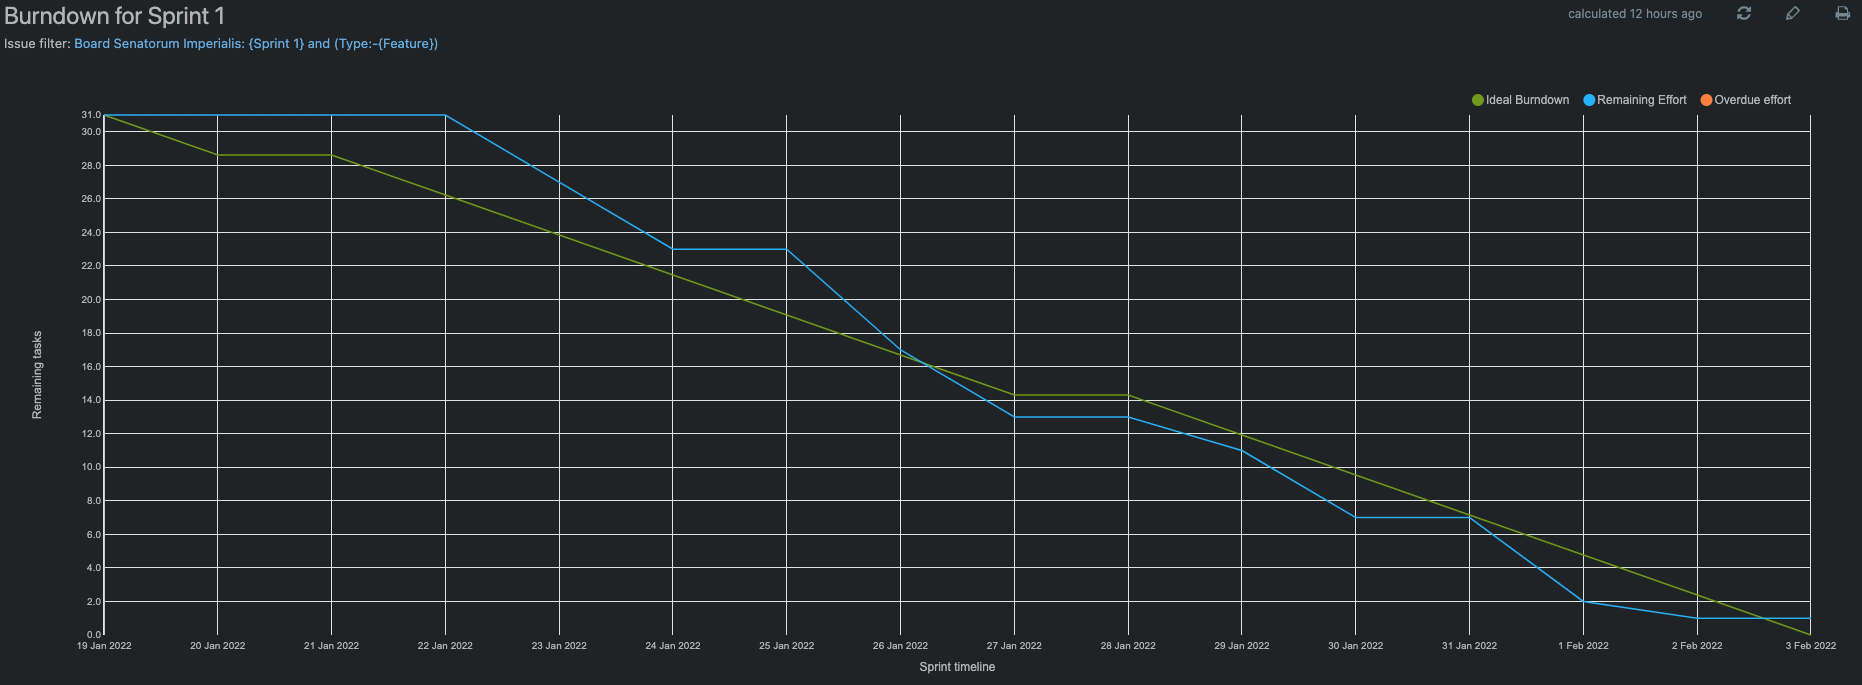 Burndown for Sprint 1
calculated 12 hours ago
Issue filter: Board Senatorum Imperialis: {Sprint 1} and (Type:-{Feature})
Ideal Burndown Remaining Effort Overdue effort
31.0
30.0
28.0
26.0
24.0
22.0
20.0
18.0
16.0
14.0
12.0
10.0
8.0
6.0
4.0
2.0
0.0
Remaining tasks
19 Jan 2022 20 Jan 2022 21 Jan 2022 22 Jan 2022 23 Jan 2022 24 Jan 2022 25 Jan 2022 26 Jan 2022 27 Jan 2022 28 Jan 2022 29 Jan 2022 30 Jan 2022 31 Jan 2022 1 Feb 2022 2 Feb 2022 3 Feb 2022
Sprint timeline